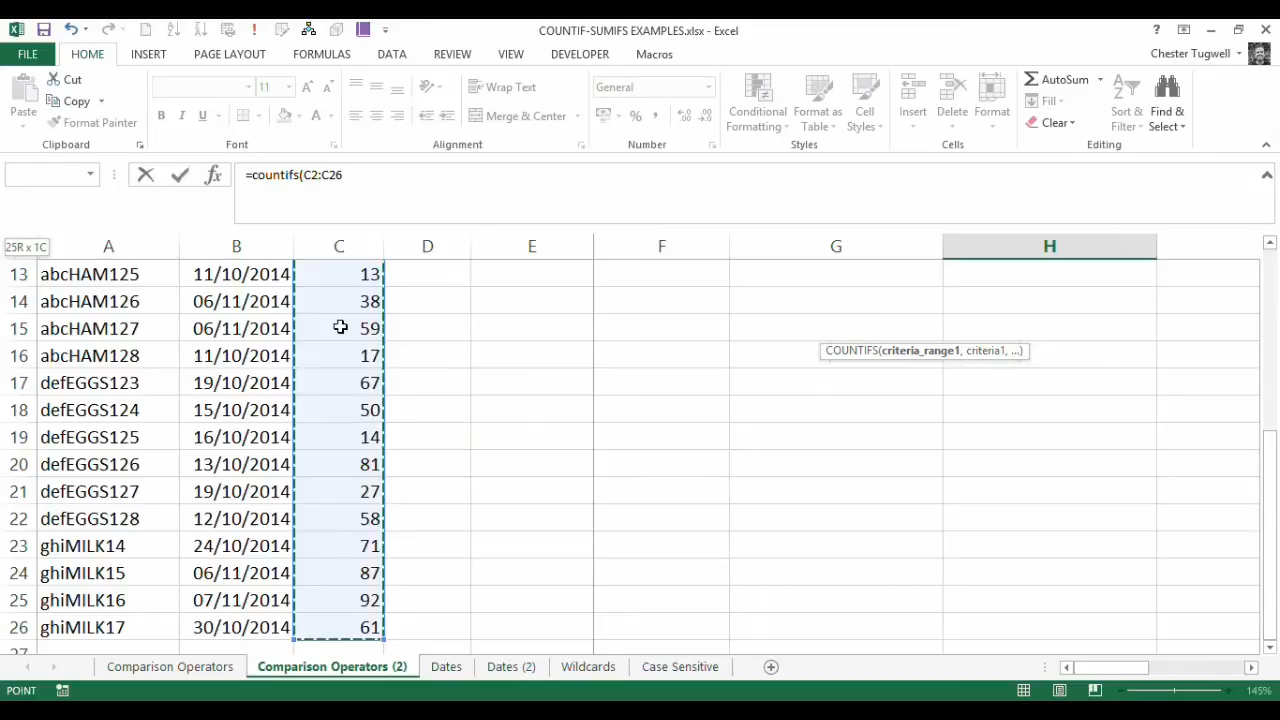 COUNTIF-SUMIFS EXAMPLES.xlsx - Excel
?
FILE HOME INSERT PAGE LAYOUT FORMULAS DATA REVIEW VIEW DEVELOPER Macros Chester Tugwell
Cut
Copy
Format Painter
Paste
Clipboard
11 A A
B I U A
Font
Wrap Text
Merge & Center
Alignment
General
% , .00 .0
Number
Conditional Formatting
Format as Table
Cell Styles
Styles
Insert Delete Format
Cells
AutoSum
Fill
Clear
Sort & Filter
Find & Select
Editing
fx =countifs(C2:C26
25R x 1C A B C D E F G H
13 abcHAM125 11/10/2014 13
14 abcHAM126 06/11/2014 38
15 abcHAM127 06/11/2014 59
16 abcHAM128 11/10/2014 17
COUNTIFS(criteria_range1, criteria1, ...)
17 defEGGS123 19/10/2014 67
18 defEGGS124 15/10/2014 50
19 defEGGS125 16/10/2014 14
20 defEGGS126 13/10/2014 81
21 defEGGS127 19/10/2014 27
22 defEGGS128 12/10/2014 58
23 ghiMILK14 24/10/2014 71
24 ghiMILK15 06/11/2014 87
25 ghiMILK16 07/11/2014 92
26 ghiMILK17 30/10/2014 61
27
Comparison Operators Comparison Operators (2) Dates Dates (2) Wildcards Case Sensitive
POINT 145%